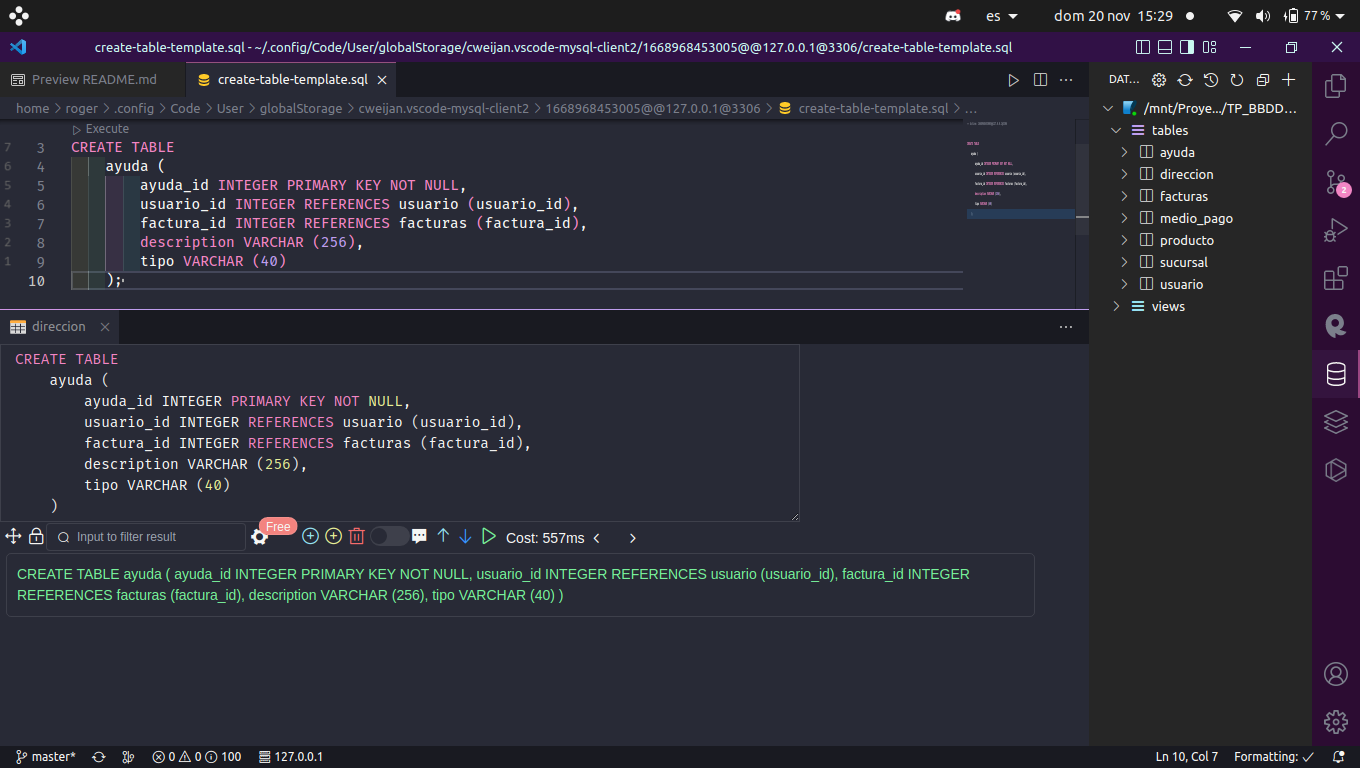 es
dom 20 nov 15:29
77 %
create-table-template.sql - ~/.config/Code/User/globalStorage/cweijan.vscode-mysql-client2/1668968453005@@127.0.0.1@3306/create-table-template.sql
Preview README.md
create-table-template.sql
home > roger > .config > Code > User > globalStorage > cweijan.vscode-mysql-client2 > 1668968453005@@127.0.0.1@3306 > create-table-template.sql > ...
Execute
7 3 CREATE TABLE
6 4 ayuda (
5 5 ayuda_id INTEGER PRIMARY KEY NOT NULL,
4 6 usuario_id INTEGER REFERENCES usuario (usuario_id),
3 7 factura_id INTEGER REFERENCES facturas (factura_id),
2 8 description VARCHAR (256),
1 9 tipo VARCHAR (40)
10 );
direccion
CREATE TABLE
ayuda (
ayuda_id INTEGER PRIMARY KEY NOT NULL,
usuario_id INTEGER REFERENCES usuario (usuario_id),
factura_id INTEGER REFERENCES facturas (factura_id),
description VARCHAR (256),
tipo VARCHAR (40)
)
Input to filter result
Free
Cost: 557ms
CREATE TABLE ayuda ( ayuda_id INTEGER PRIMARY KEY NOT NULL, usuario_id INTEGER REFERENCES usuario (usuario_id), factura_id INTEGER
REFERENCES facturas (factura_id), description VARCHAR (256), tipo VARCHAR (40) )
DAT...
/mnt/Proye.../TP_BBDD...
tables
ayuda
direccion
facturas
medio_pago
producto
sucursal
usuario
views
2
master*
0 0 100
127.0.0.1
Ln 10, Col 7
Formatting: